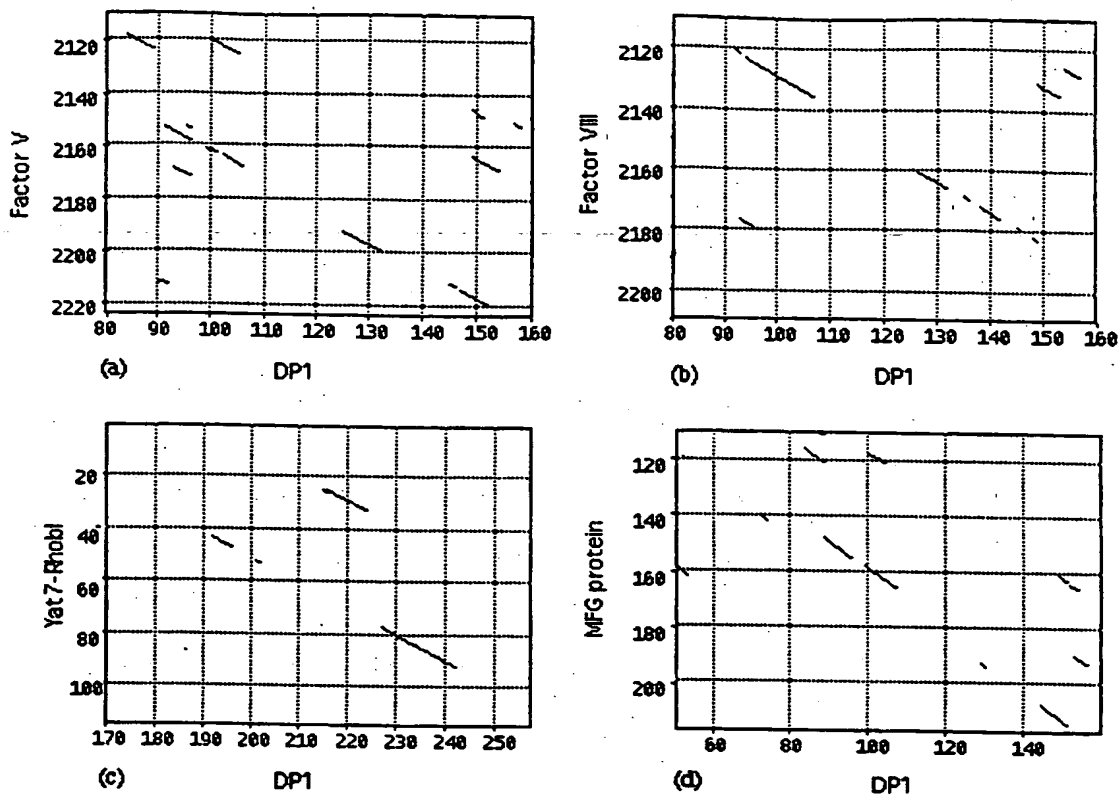 2120
2140
2160
2180
2200
2220
Factor V
80 90 100 110 120 130 140 150 160
(a) DP1
2120
2140
2160
2180
2200
Factor VIII
80 90 100 110 120 130 140 150 160
(b) DP1
20
40
60
80
100
Yat7-Rhobl
170 180 190 200 210 220 230 240 250
(c) DP1
120
140
160
180
200
MFG protein
60 80 100 120 140
(d) DP1